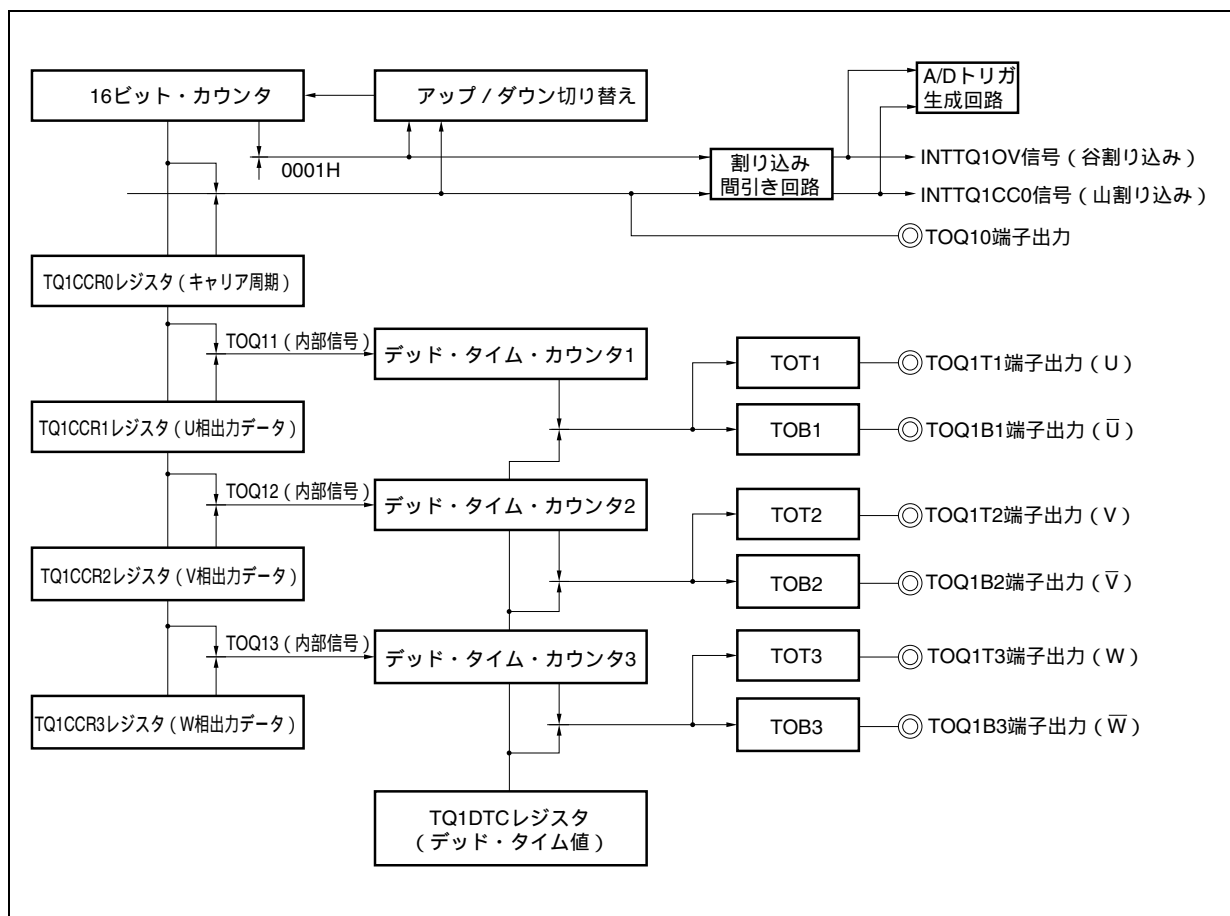 16ビット・カウンタ
アップ / ダウン切り替え
A/Dトリガ
生成回路
0001H
割り込み
間引き回路
INTTQ1OV信号（谷割り込み）
INTTQ1CC0信号（山割り込み）
TOQ10端子出力
TQ1CCR0レジスタ（キャリア周期）
TOQ11（内部信号）
デッド・タイム・カウンタ1
TOT1
TOQ1T1端子出力（U）
TQ1CCR1レジスタ（U相出力データ）
TOB1
TOQ1B1端子出力（U̅）
TOQ12（内部信号）
デッド・タイム・カウンタ2
TOT2
TOQ1T2端子出力（V）
TQ1CCR2レジスタ（V相出力データ）
TOB2
TOQ1B2端子出力（V̅）
TOQ13（内部信号）
デッド・タイム・カウンタ3
TOT3
TOQ1T3端子出力（W）
TQ1CCR3レジスタ（W相出力データ）
TOB3
TOQ1B3端子出力（W̅）
TQ1DTCレジスタ
（デッド・タイム値）